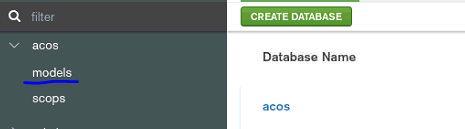 filter
acos
models
scops
CREATE DATABASE
Database Name
acos